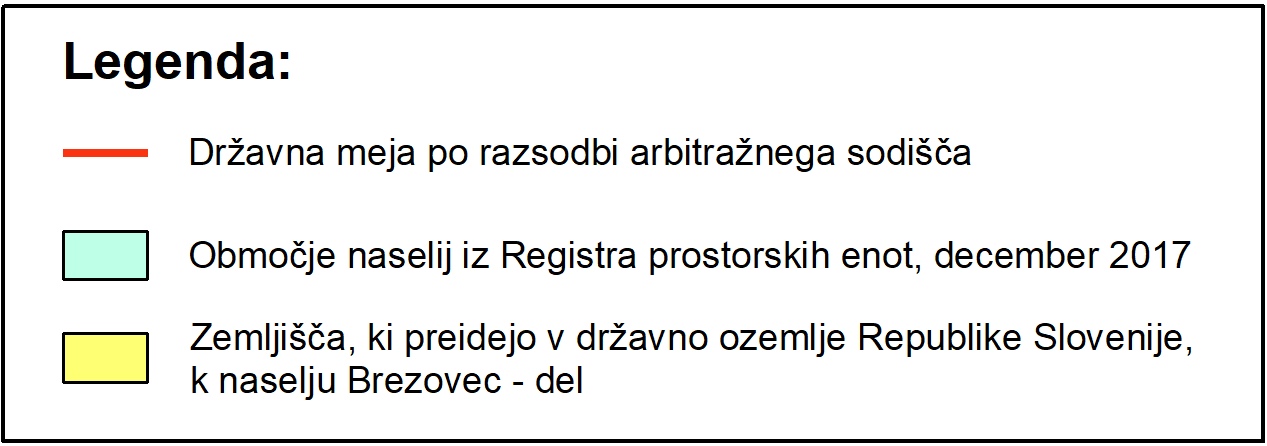 Legenda:
Državna meja po razsodbi arbitražnega sodišča
Območje naselij iz Registra prostorskih enot, december 2017
Zemljišča, ki preidejo v državno ozemlje Republike Slovenije,
k naselju Brezovec - del